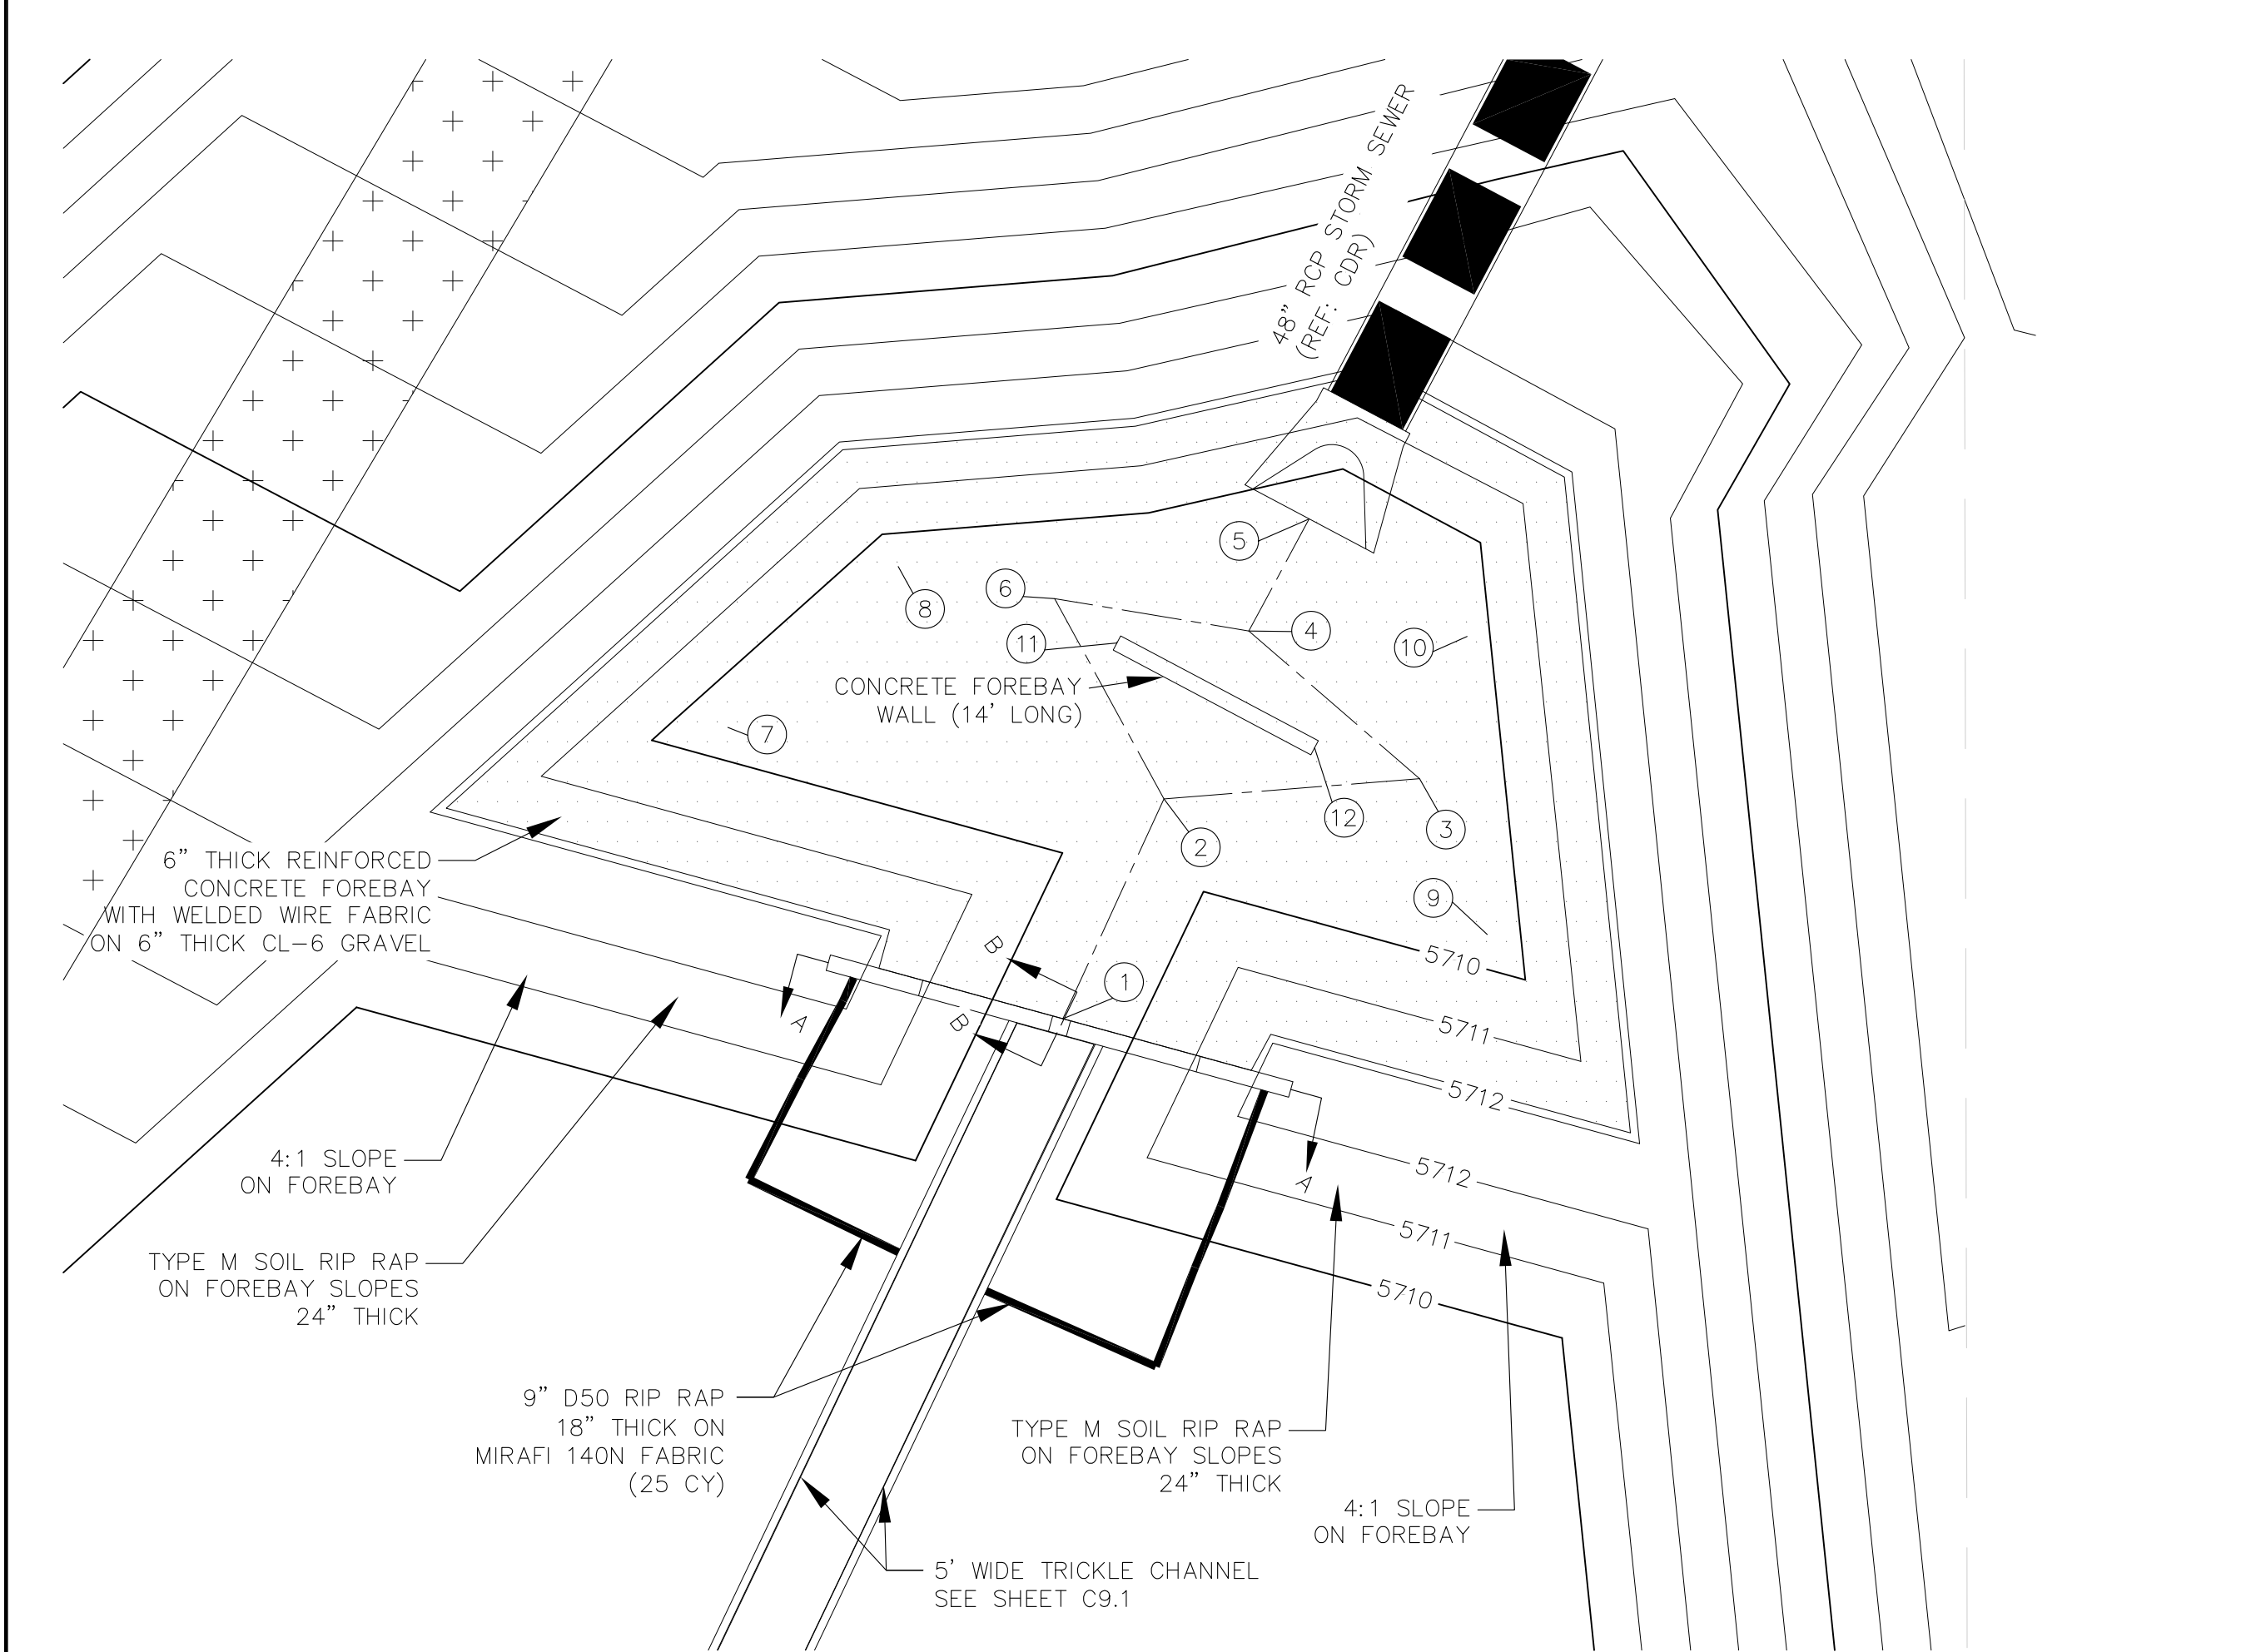 48” RCP STORM SEWER
(REF: CDR)
5
6
8
4
11
10
CONCRETE FOREBAY
WALL (14’ LONG)
7
12
3
2
6” THICK REINFORCED
CONCRETE FOREBAY
WITH WELDED WIRE FABRIC
ON 6” THICK CL–6 GRAVEL
9
B
5710
1
A
B
5711
5712
4:1 SLOPE
ON FOREBAY
5712
A
5711
TYPE M SOIL RIP RAP
ON FOREBAY SLOPES
24” THICK
5710
9” D50 RIP RAP
18” THICK ON
MIRAFI 140N FABRIC
(25 CY)
TYPE M SOIL RIP RAP
ON FOREBAY SLOPES
24” THICK
4:1 SLOPE
ON FOREBAY
5’ WIDE TRICKLE CHANNEL
SEE SHEET C9.1